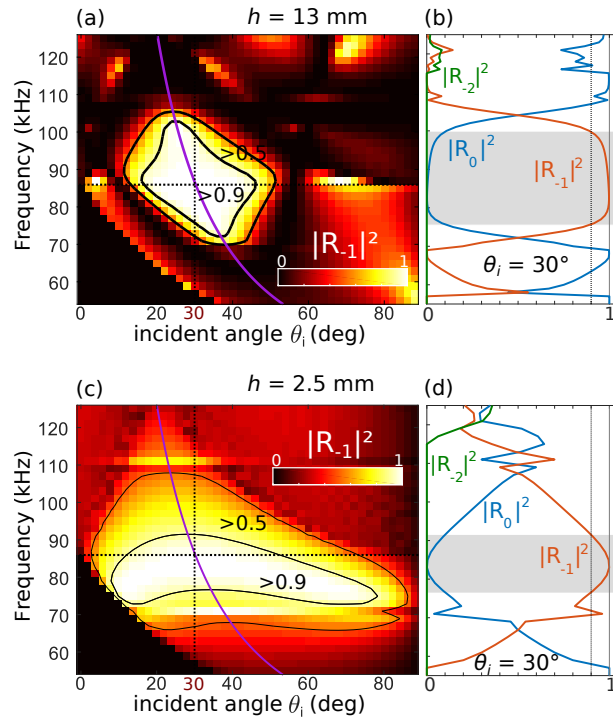 (a)
h = 13 mm
(b)
Frequency (kHz)
120
110
100
90
80
70
60
>0.5
>0.9
|R-1|²
0
1
0
20
30
40
60
80
incident angle θi (deg)
|R-2|²
|R0|²
|R-1|²
θi = 30°
0
1
(c)
h = 2.5 mm
(d)
Frequency (kHz)
120
110
100
90
80
70
60
|R-1|²
0
1
>0.5
>0.9
0
20
30
40
60
80
incident angle θi (deg)
|R-2|²
|R0|²
|R-1|²
θi = 30°
0
1